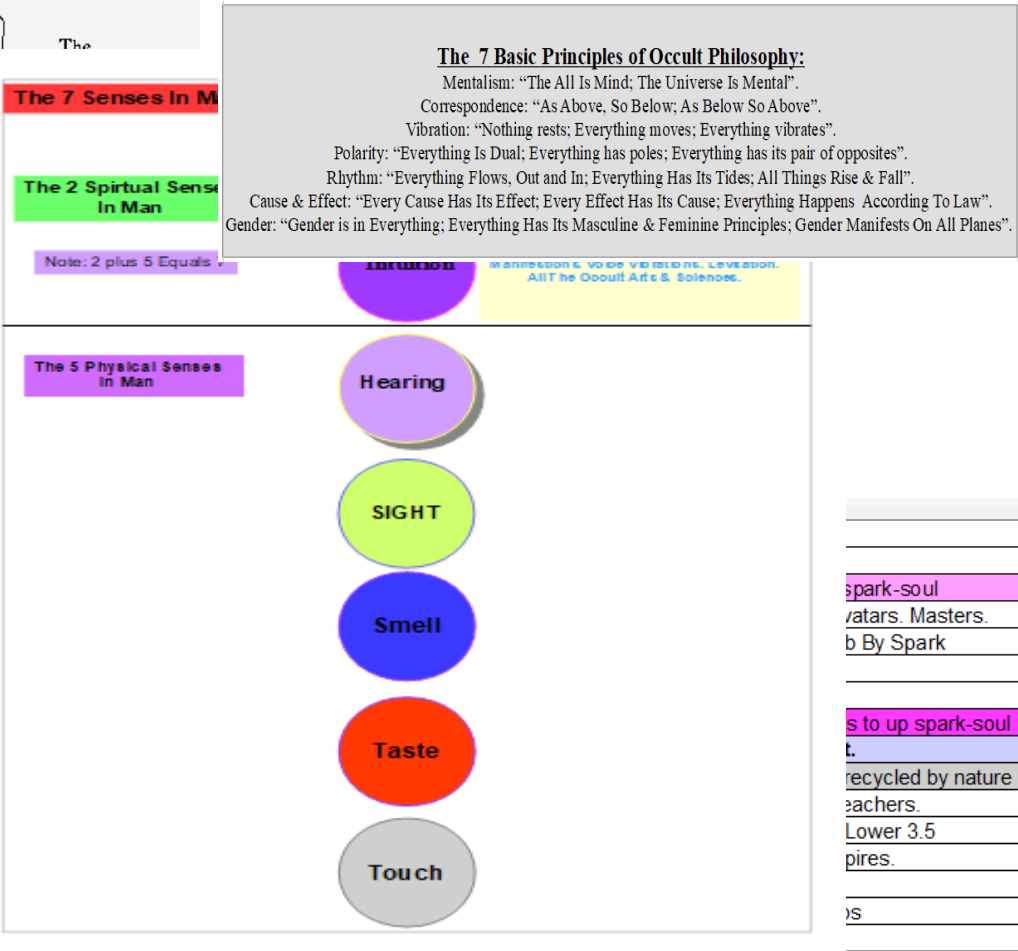 The
The 7 Basic Principles of Occult Philosophy:
Mentalism: “The All Is Mind; The Universe Is Mental”.
Correspondence: “As Above, So Below; As Below So Above”.
Vibration: “Nothing rests; Everything moves; Everything vibrates”.
Polarity: “Everything Is Dual; Everything has poles; Everything has its pair of opposites”.
Rhythm: “Everything Flows, Out and In; Everything Has Its Tides; All Things Rise & Fall”.
Cause & Effect: “Every Cause Has Its Effect; Every Effect Has Its Cause; Everything Happens According To Law”.
Gender: “Gender is in Everything; Everything Has Its Masculine & Feminine Principles; Gender Manifests On All Planes”.
The 7 Senses In
The 2 Spirtual
In Man
Note: 2 plus 5 Equals
Intuition
Manifestions. Voice Vibrations. Levitation.
All The Occult Arts & Sciences.
The 5 Physical Senses
In Man
Hearing
SIGHT
Smell
Taste
Touch
spark-soul
vatars. Masters.
b By Spark
s to up spark-soul
t.
recycled by nature
eachers.
Lower 3.5
pires.
os